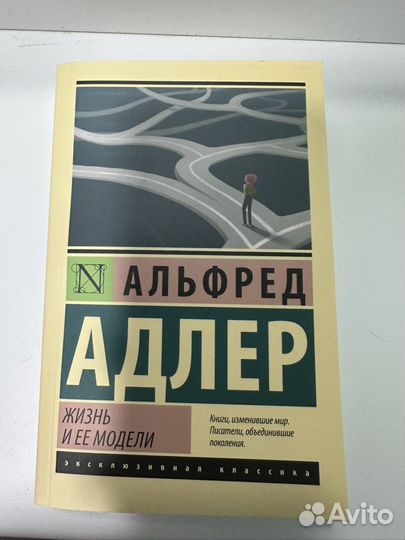 N
АЛЬФРЕД
АДЛЕР
ЖИЗНЬ
И ЕЕ МОДЕЛИ
Книги, изменившие мир.
Писатели, объединившие
поколения.
эксклюзивная классика
Avito